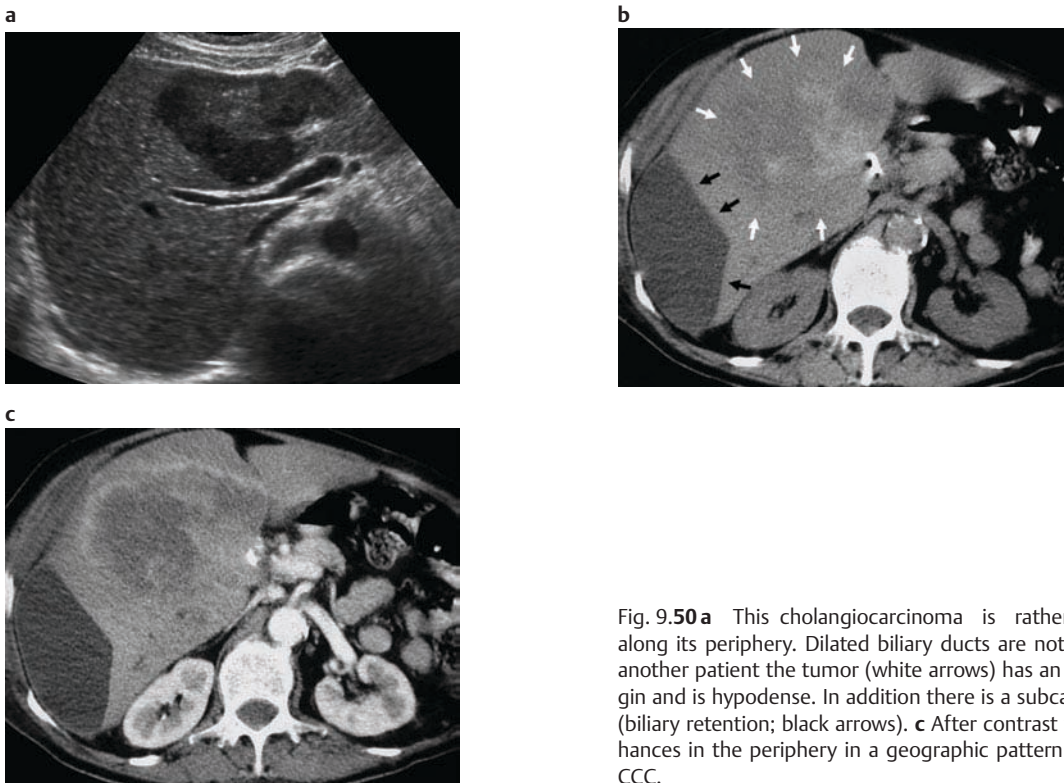 a
b
c
Fig. 9.50 a This cholangiocarcinoma is rather
along its periphery. Dilated biliary ducts are not
another patient the tumor (white arrows) has an
gin and is hypodense. In addition there is a subca
(biliary retention; black arrows). c After contrast
hances in the periphery in a geographic pattern
CCC.